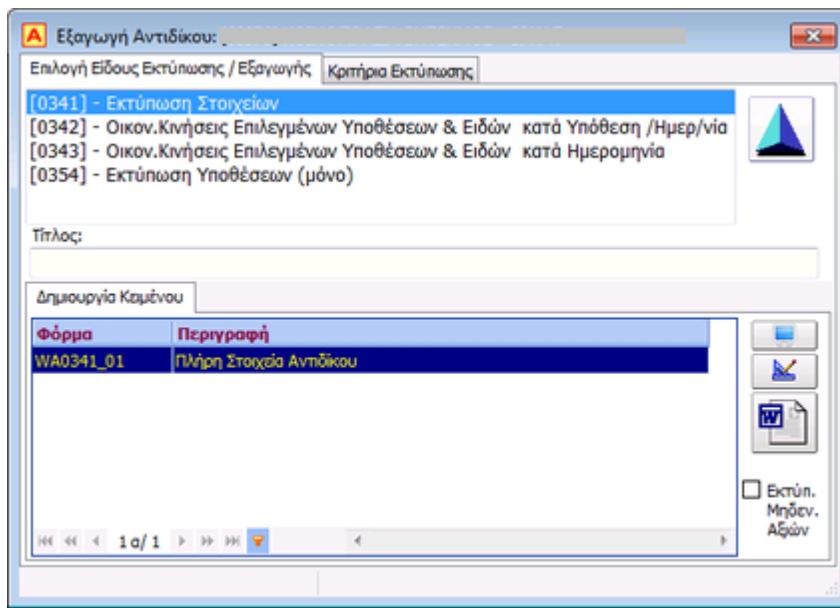 Εξαγωγή Αντιδίκου:
Επιλογή Είδους Εκτύπωσης / Εξαγωγής Κριτήρια Εκτύπωσης
[0341] - Εκτύπωση Στοιχείων
[0342] - Οικον.Κινήσεις Επιλεγμένων Υποθέσεων & Ειδών κατά Υπόθεση /Ημερ/νία
[0343] - Οικον.Κινήσεις Επιλεγμένων Υποθέσεων & Ειδών κατά Ημερομηνία
[0354] - Εκτύπωση Υποθέσεων (μόνο)
Τίτλος:
Δημιουργία Κειμένου
Φόρμα Περιγραφή
WA0341_01 Πλήρη Στοιχεία Αντιδίκου
Εκτύπ.
Μηδεν.
Αξιών
1 α/ 1